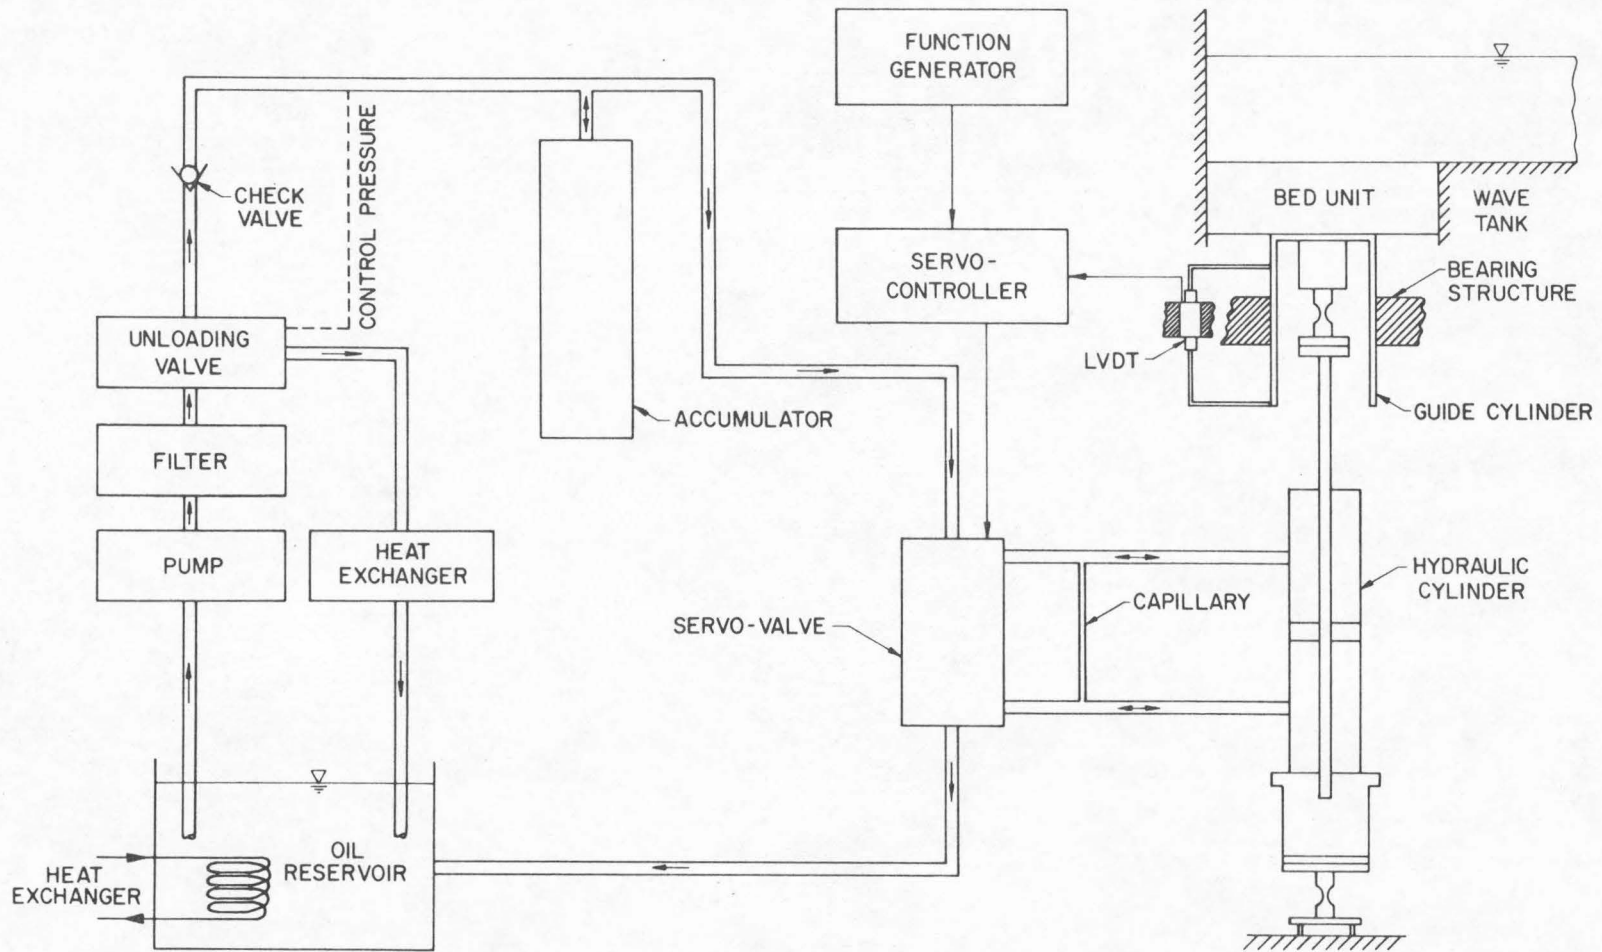 FUNCTION
GENERATOR
CONTROL PRESSURE
CHECK
VALVE
BED UNIT
WAVE
TANK
SERVO-
CONTROLLER
BEARING
STRUCTURE
UNLOADING
VALVE
LVDT
GUIDE CYLINDER
ACCUMULATOR
FILTER
PUMP
HEAT
EXCHANGER
HYDRAULIC
CYLINDER
CAPILLARY
SERVO-VALVE
OIL
RESERVOIR
HEAT
EXCHANGER